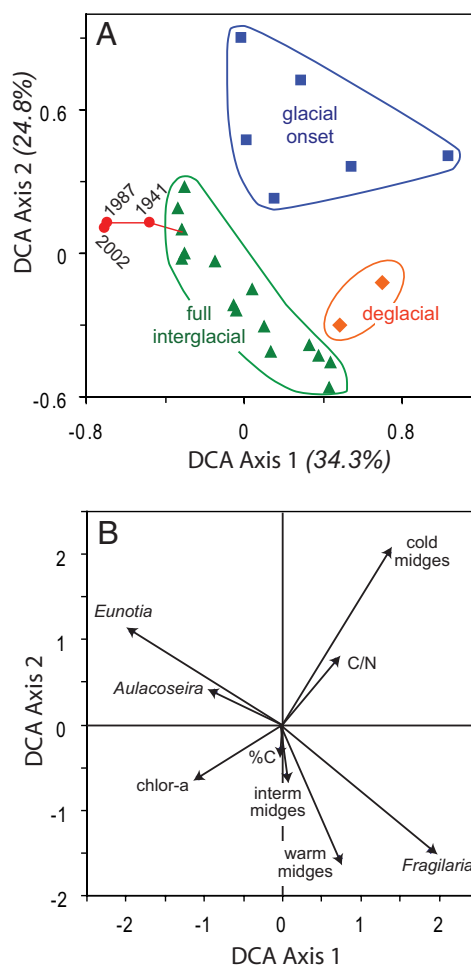 A
DCA Axis 2 (24.8%)
0.6
0
-0.6
glacial
onset
1987
1941
2002
full
interglacial
deglacial
-0.8
0
0.8
DCA Axis 1 (34.3%)
B
DCA Axis 2
2
1
0
-1
-2
cold
midges
Eunotia
C/N
Aulacoseira
%C
chlor-a
interm
midges
warm
midges
Fragilaria
-2
-1
0
1
2
DCA Axis 1